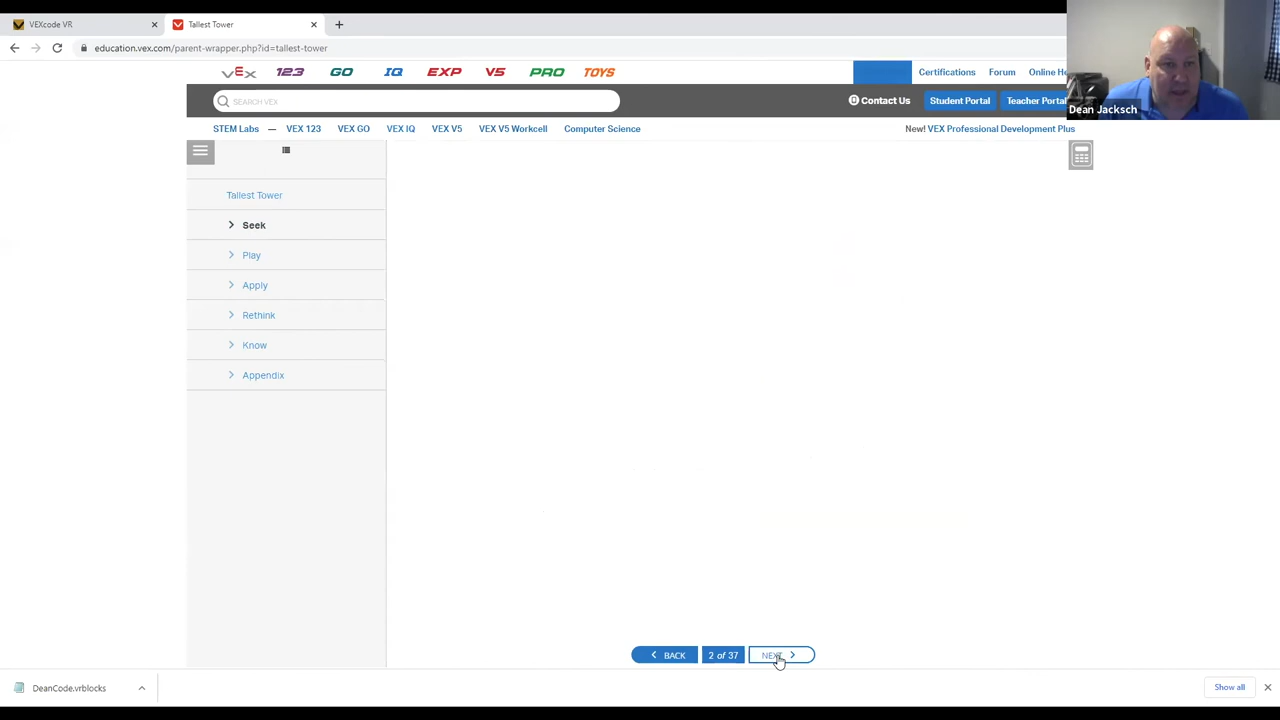 VEXcode VR
Tallest Tower
education.vex.com/parent-wrapper.php?id=tallest-tower
VEX 123 GO IQ EXP V5 PRO TOYS
Certifications Forum Online He
SEARCH VEX
Contact Us Student Portal Teacher Portal
STEM Labs — VEX 123 VEX GO VEX IQ VEX V5 VEX V5 Workcell Computer Science
New! VEX Professional Development Plus
Dean Jacksch
Tallest Tower
Seek
Play
Apply
Rethink
Know
Appendix
BACK 2 of 37 NEXT
DeanCode.vrblocks
Show all